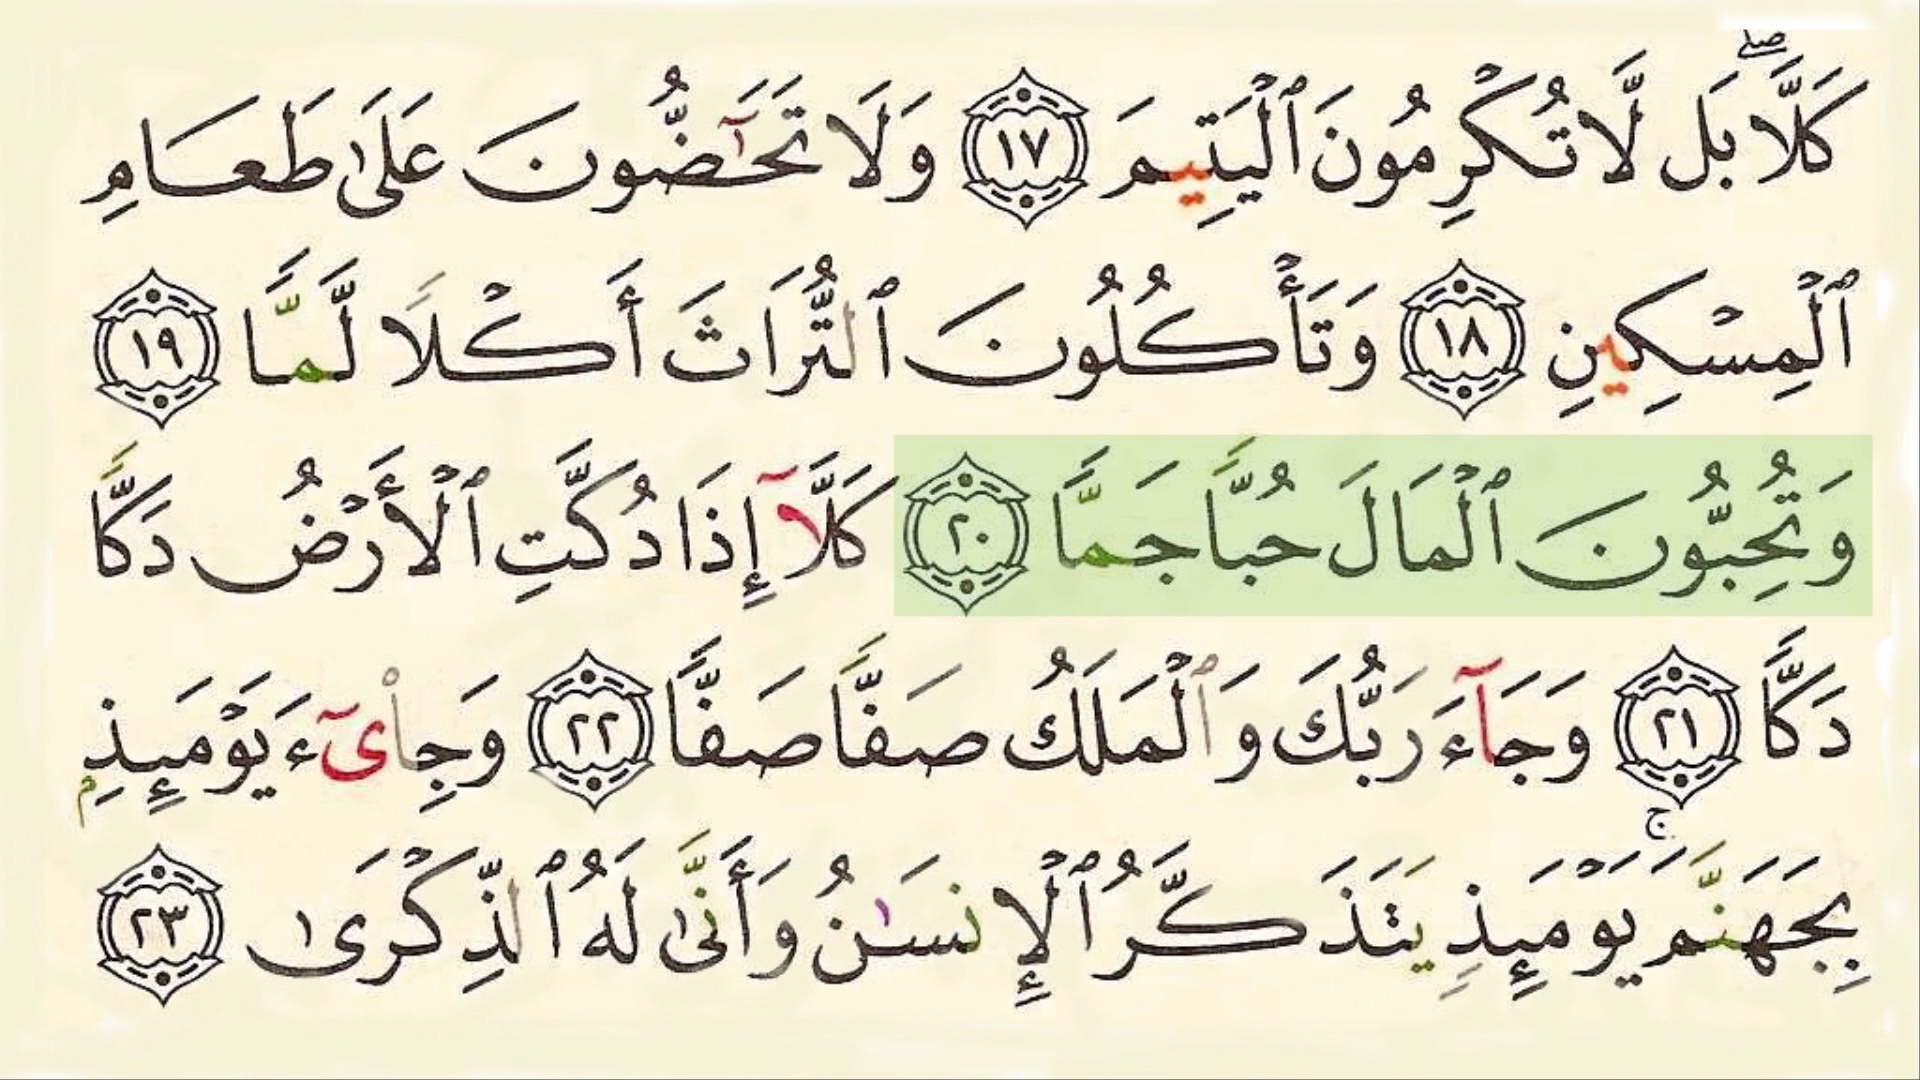 كَلَّاۖ بَل لَّا تُكْرِمُونَ ٱلْيَتِيمَ ١٧ وَلَا تَحَٰٓضُّونَ عَلَىٰ طَعَامِ
ٱلْمِسْكِينِ ١٨ وَتَأْكُلُونَ ٱلتُّرَاثَ أَكْلًا لَّمًّا ١٩
وَتُحِبُّونَ ٱلْمَالَ حُبًّا جَمًّا ٢٠ كَلَّآ إِذَا دُكَّتِ ٱلْأَرْضُ دَكًّا
دَكًّا ٢١ وَجَآءَ رَبُّكَ وَٱلْمَلَكُ صَفًّا صَفًّا ٢٢ وَجِا۟ىٓءَ يَوْمَئِذِۭ
بِجَهَنَّمَۚ يَوْمَئِذٍ يَتَذَكَّرُ ٱلْإِنسَٰنُ وَأَنَّىٰ لَهُ ٱلذِّكْرَىٰ ٢٣